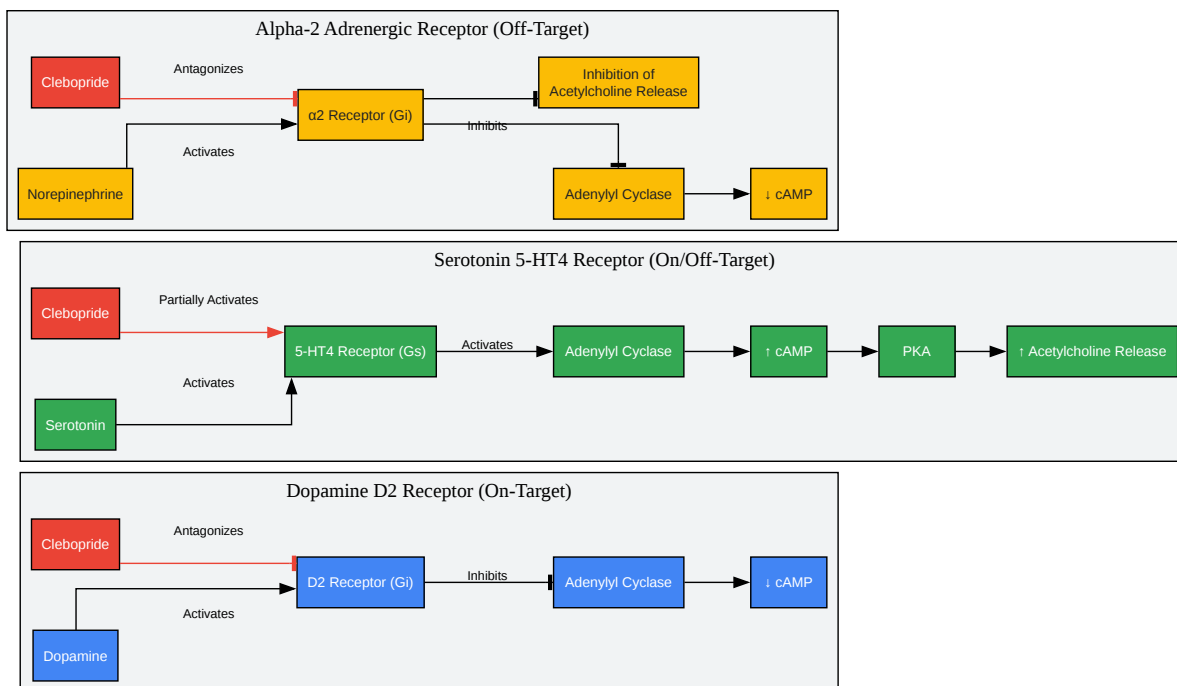 Alpha-2 Adrenergic Receptor (Off-Target)
Clebopride
Antagonizes
Inhibition of
Acetylcholine Release
α2 Receptor (Gi)
Inhibits
Activates
Norepinephrine
Adenylyl Cyclase
↓ cAMP
Serotonin 5-HT4 Receptor (On/Off-Target)
Clebopride
Partially Activates
5-HT4 Receptor (Gs)
Activates
Adenylyl Cyclase
↑ cAMP
PKA
↑ Acetylcholine Release
Activates
Serotonin
Dopamine D2 Receptor (On-Target)
Clebopride
Antagonizes
D2 Receptor (Gi)
Inhibits
Adenylyl Cyclase
↓ cAMP
Activates
Dopamine